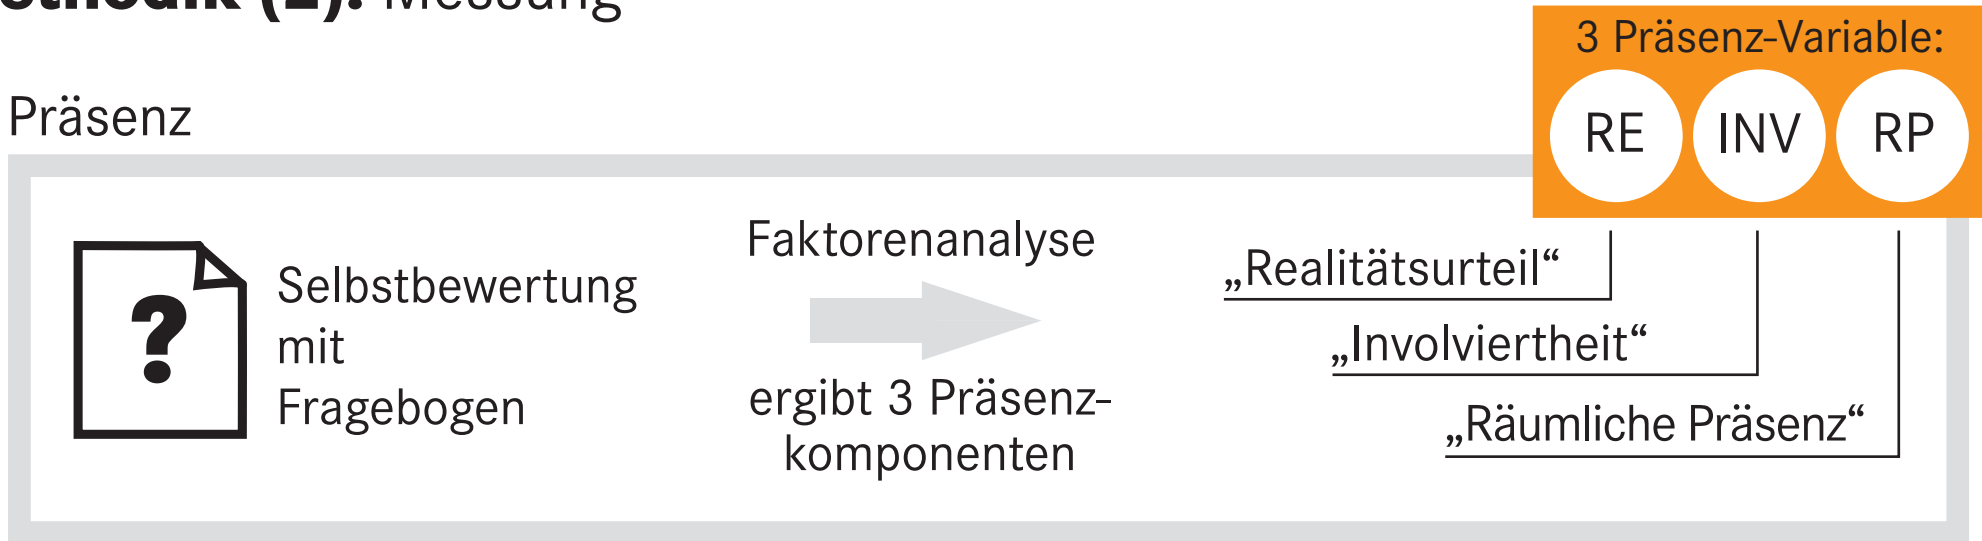 Messung
3 Präsenz-Variable:
RE INV RP
Präsenz
?
Selbstbewertung
mit
Fragebogen
Faktorenanalyse
ergibt 3 Präsenz-
komponenten
„Realitätsurteil“
„Involviertheit“
„Räumliche Präsenz“